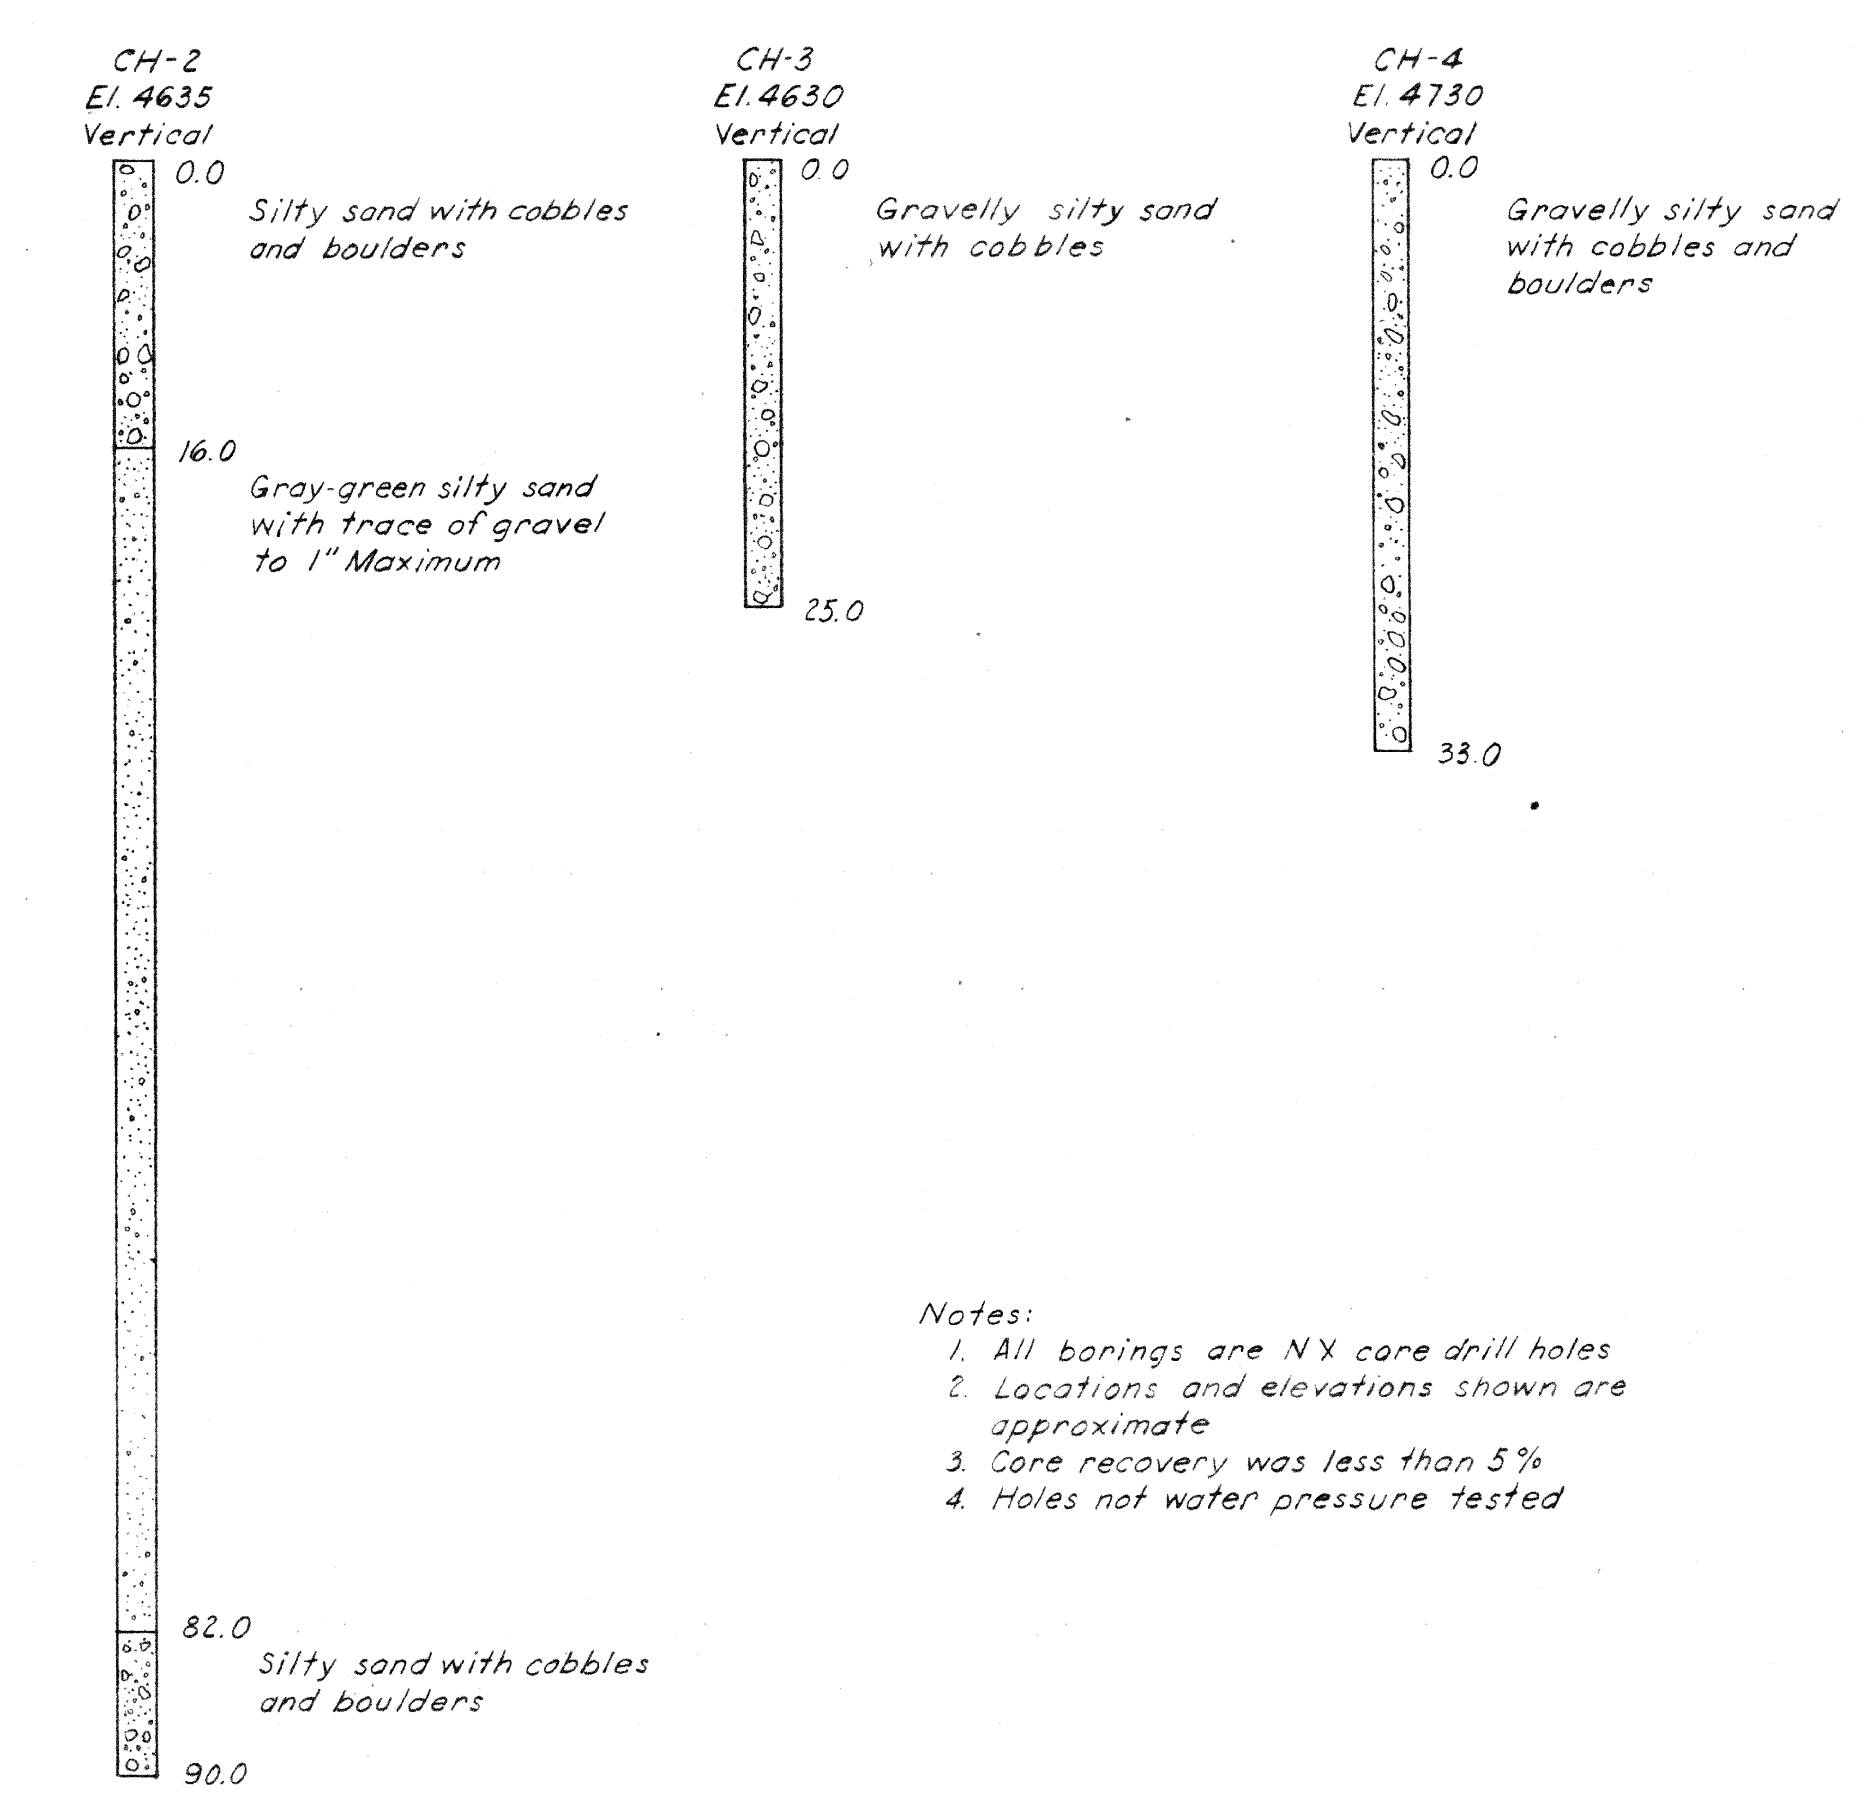 CH-2
El. 4635
Vertical
0.0
Silty sand with cobbles
and boulders
16.0
Gray-green silty sand
with trace of gravel
to 1" Maximum
82.0
Silty sand with cobbles
and boulders
90.0
CH-3
El. 4630
Vertical
0.0
Gravelly silty sand
with cobbles
25.0
CH-4
El. 4730
Vertical
0.0
Gravelly silty sand
with cobbles and
boulders
33.0
Notes:
1. All borings are NX core drill holes
2. Locations and elevations shown are
approximate
3. Core recovery was less than 5%
4. Holes not water pressure tested